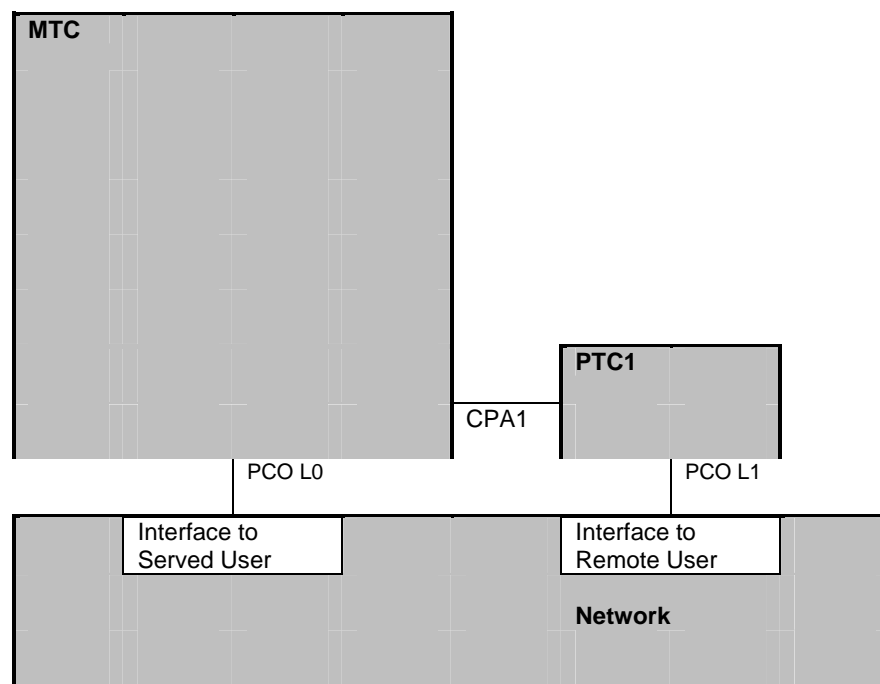 MTC
PTC1
CPA1
PCO L0
PCO L1
Interface to
Served User
Interface to
Remote User
Network